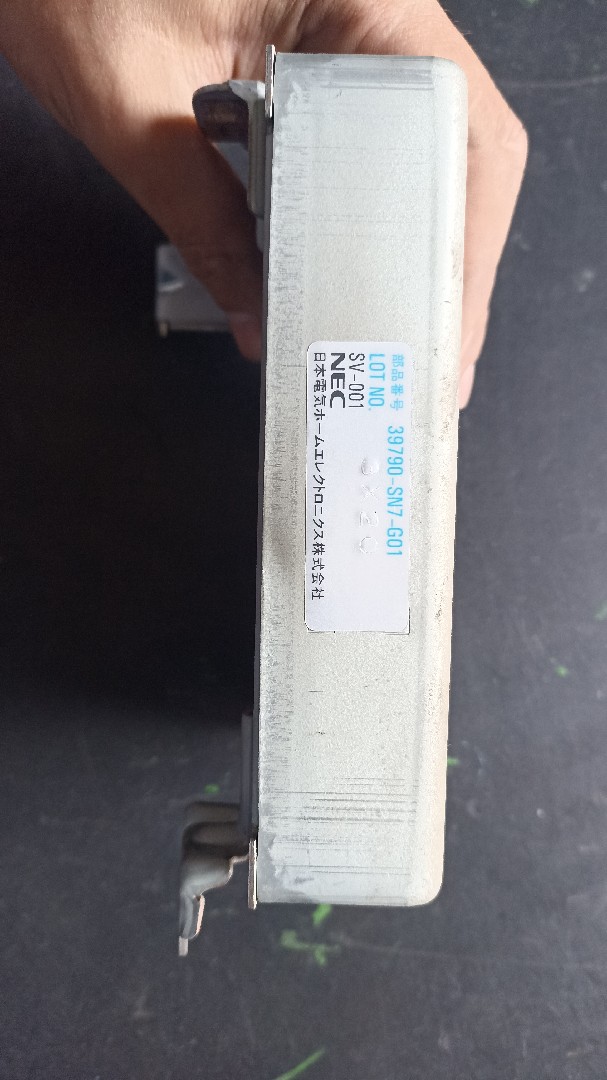 部品番号 39790-SN7-G01
LOT NO.
SV-001
NEC
日本電気ホームエレクトロニクス株式会社